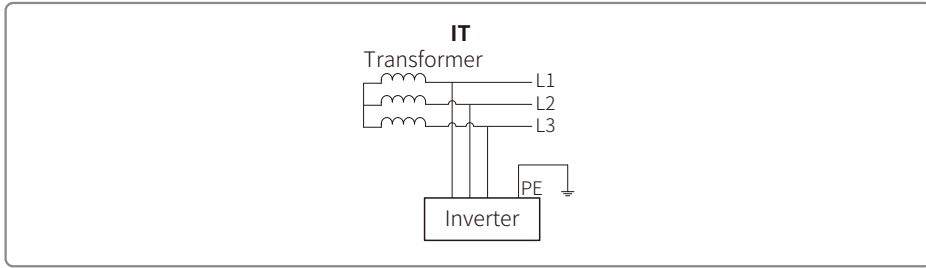 IT
Transformer
L1
L2
L3
PE
Inverter